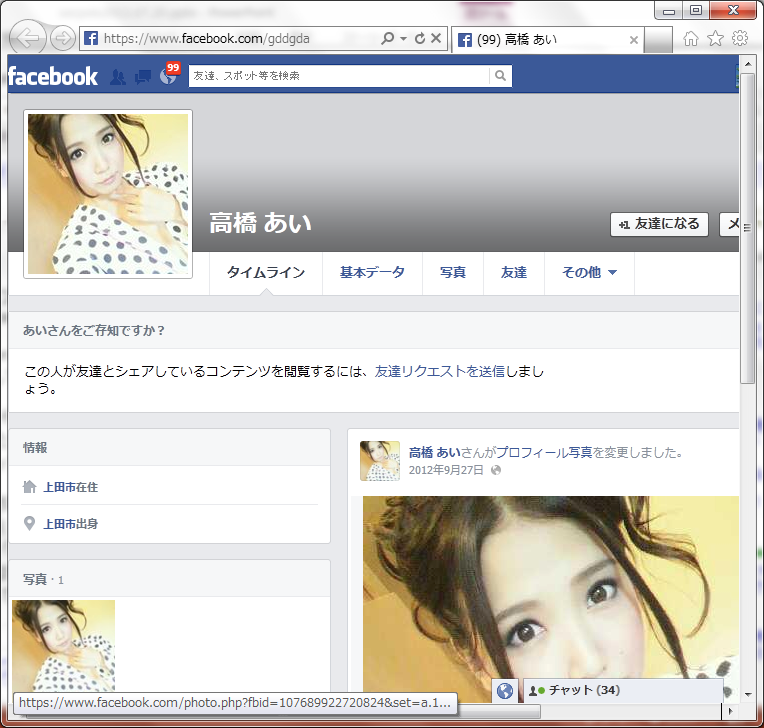 https://www.facebook.com/gddgda
(99) 高橋 あい
facebook
99
友達、スポット等を検索
高橋 あい
+1 友達になる
メ
タイムライン 基本データ 写真 友達 その他
あいさんをご存知ですか？
この人が友達とシェアしているコンテンツを閲覧するには、友達リクエストを送信しまし
ょう。
情報
上田市在住
上田市出身
写真 · 1
高橋 あいさんがプロフィール写真を変更しました。
2012年9月27日
チャット (34)
https://www.facebook.com/photo.php?fbid=107689922720824&set=a.1...